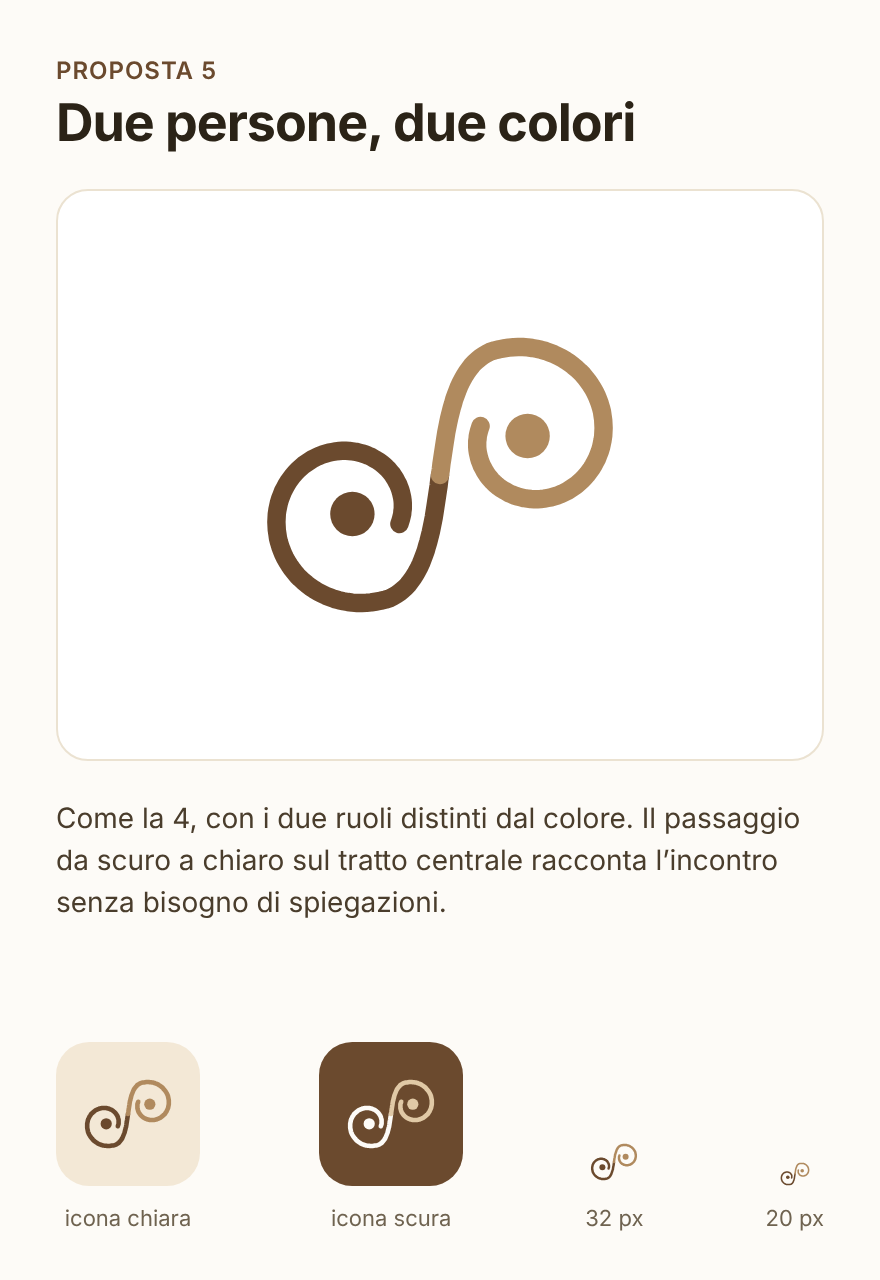 PROPOSTA 5
Due persone, due colori
Come la 4, con i due ruoli distinti dal colore. Il passaggio
da scuro a chiaro sul tratto centrale racconta l’incontro
senza bisogno di spiegazioni.
icona chiara
icona scura
32 px
20 px